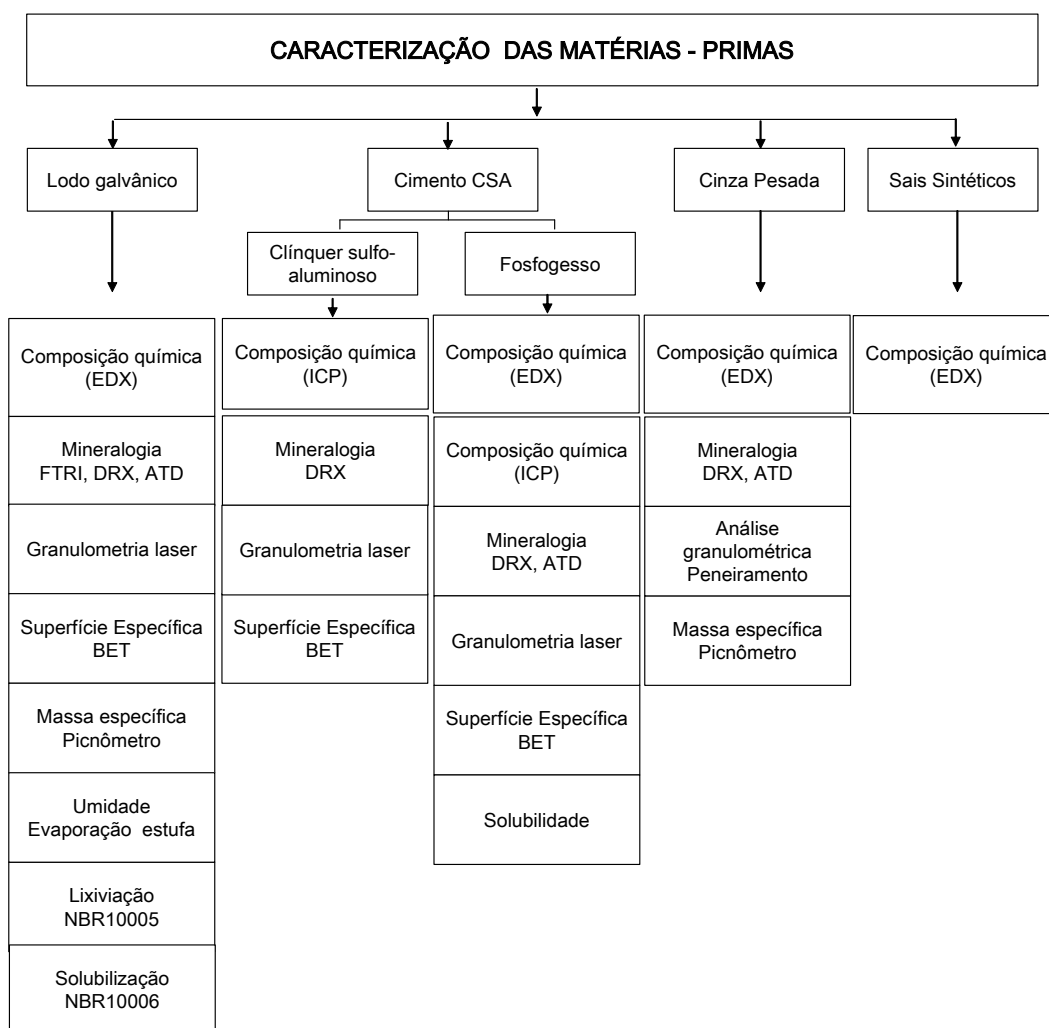 CARACTERIZAÇÃO DAS MATÉRIAS - PRIMAS
Lodo galvânico
Cimento CSA
Cinza Pesada
Sais Sintéticos
Clínquer sulfo-
aluminoso
Fosfogesso
Composição química
(EDX)
Mineralogia
FTRI, DRX, ATD
Granulometria laser
Superfície Específica
BET
Massa específica
Picnômetro
Umidade
Evaporação estufa
Lixiviação
NBR10005
Solubilização
NBR10006
Composição química
(ICP)
Mineralogia
DRX
Granulometria laser
Superfície Específica
BET
Composição química
(EDX)
Composição química
(ICP)
Mineralogia
DRX, ATD
Granulometria laser
Superfície Específica
BET
Solubilidade
Composição química
(EDX)
Mineralogia
DRX, ATD
Análise
granulométrica
Peneiramento
Massa específica
Picnômetro
Composição química
(EDX)